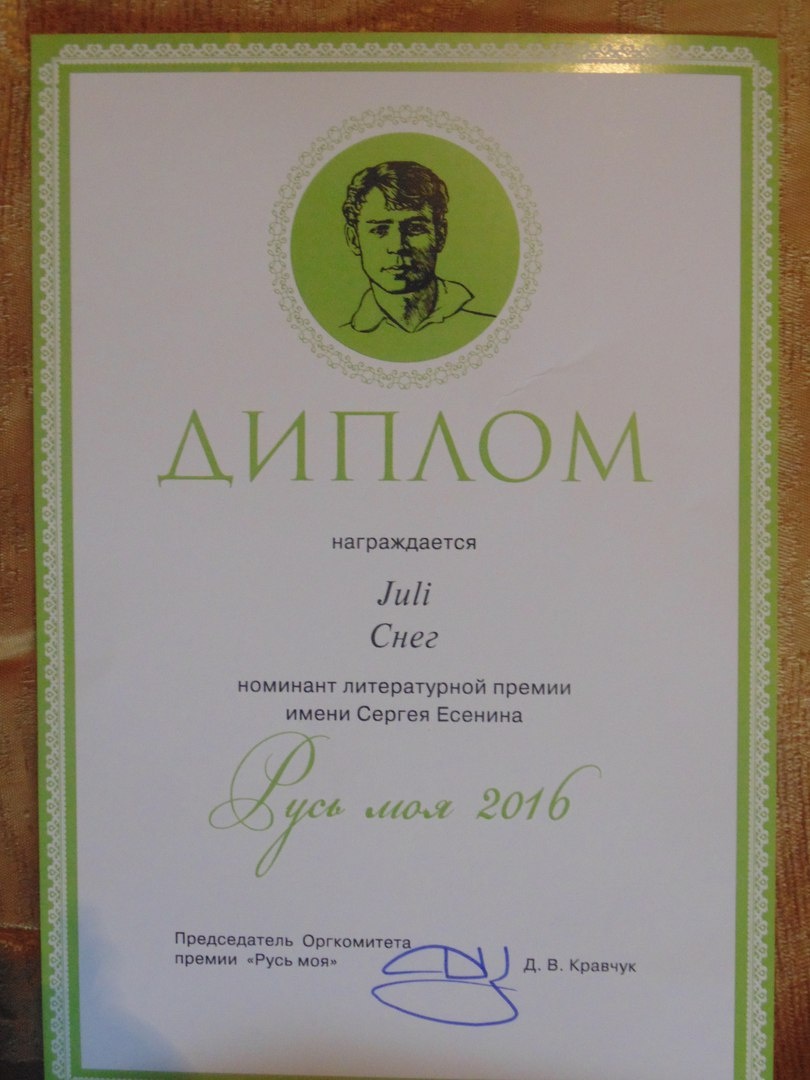 ДИПЛОМ
награждается
Juli
Снег
номинант литературной премии
имени Сергея Есенина
Русь моя 2016
Председатель Оргкомитета
премии «Русь моя» Д. В. Кравчук